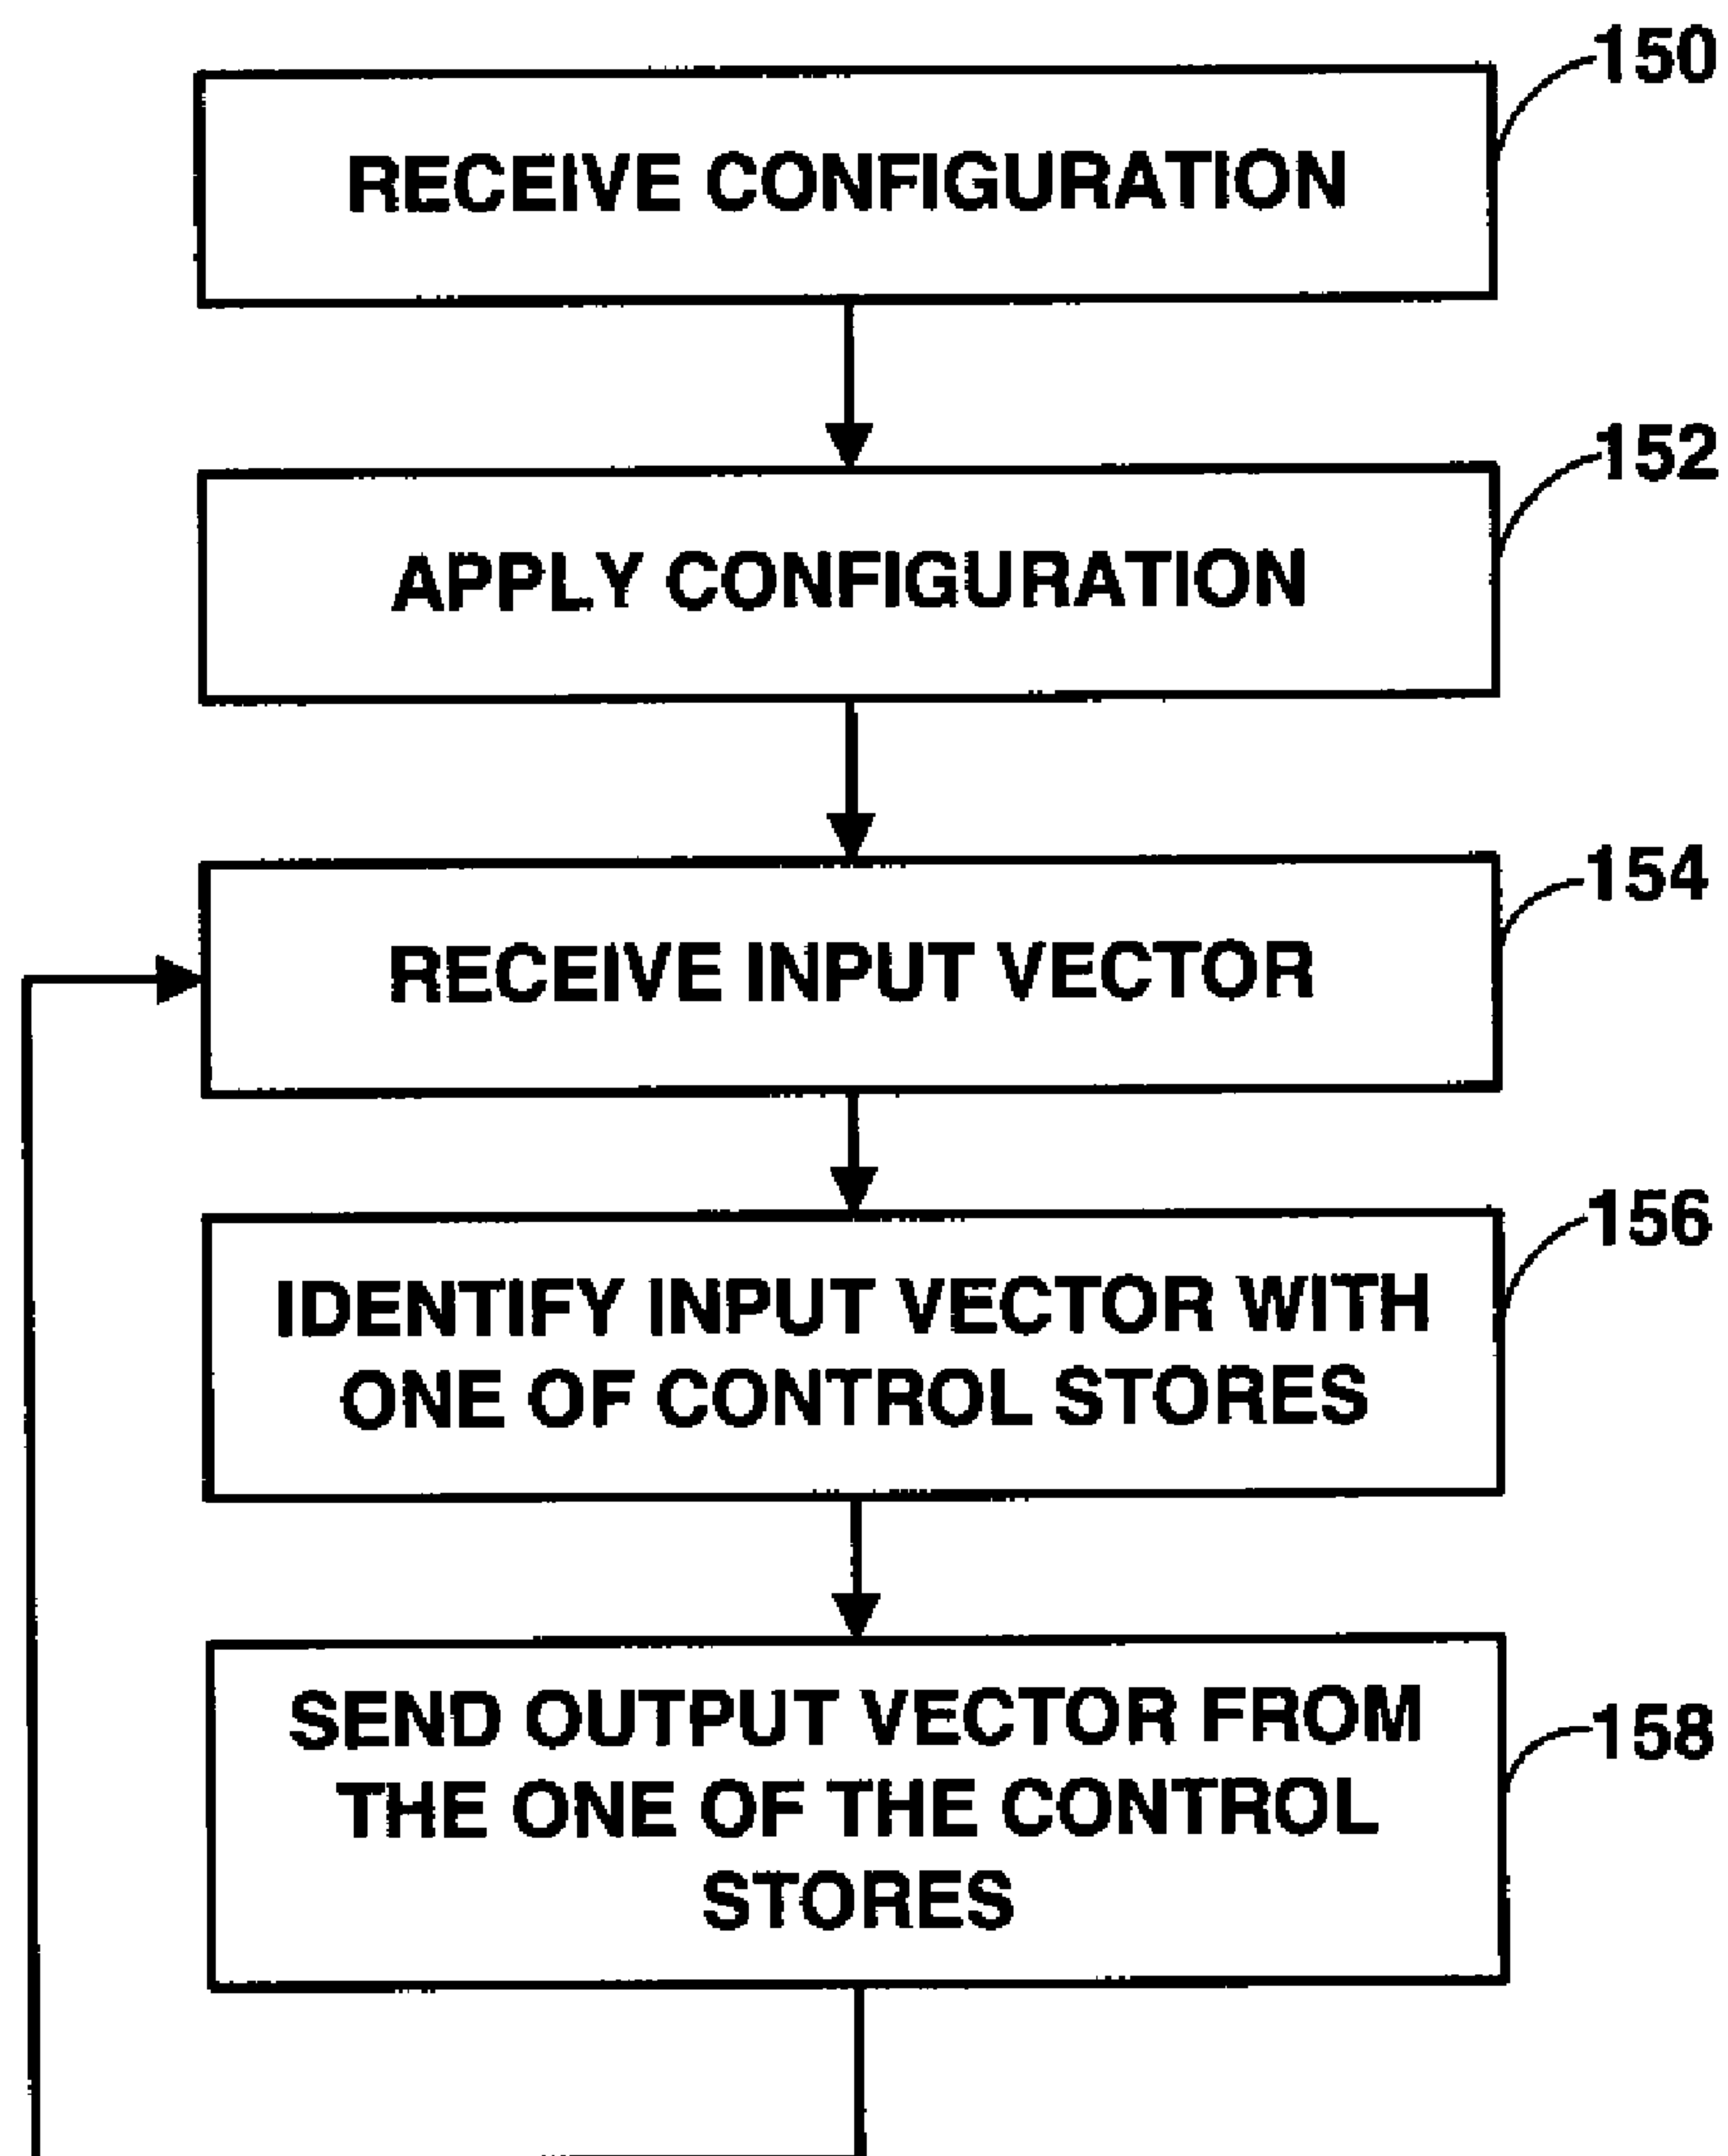 150
RECEIVE CONFIGURATION
152
APPLY CONFIGURATION
154
RECEIVE INPUT VECTOR
156
IDENTIFY INPUT VECTOR WITH
ONE OF CONTROL STORES
158
SEND OUTPUT VECTOR FROM
THE ONE OF THE CONTROL
STORES